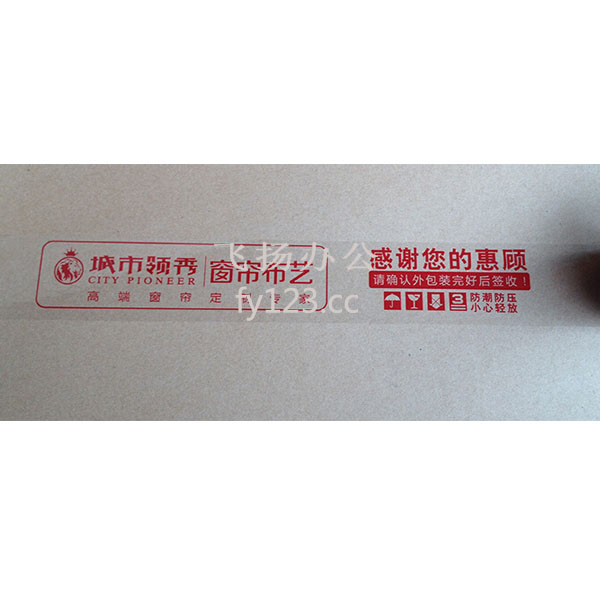 城市领秀
CITY PIONEER
窗帘布艺
高端窗帘定制专家
感谢您的惠顾
请确认外包装完好后签收！
防潮防压
小心轻放
飞扬办公
fy123.cc